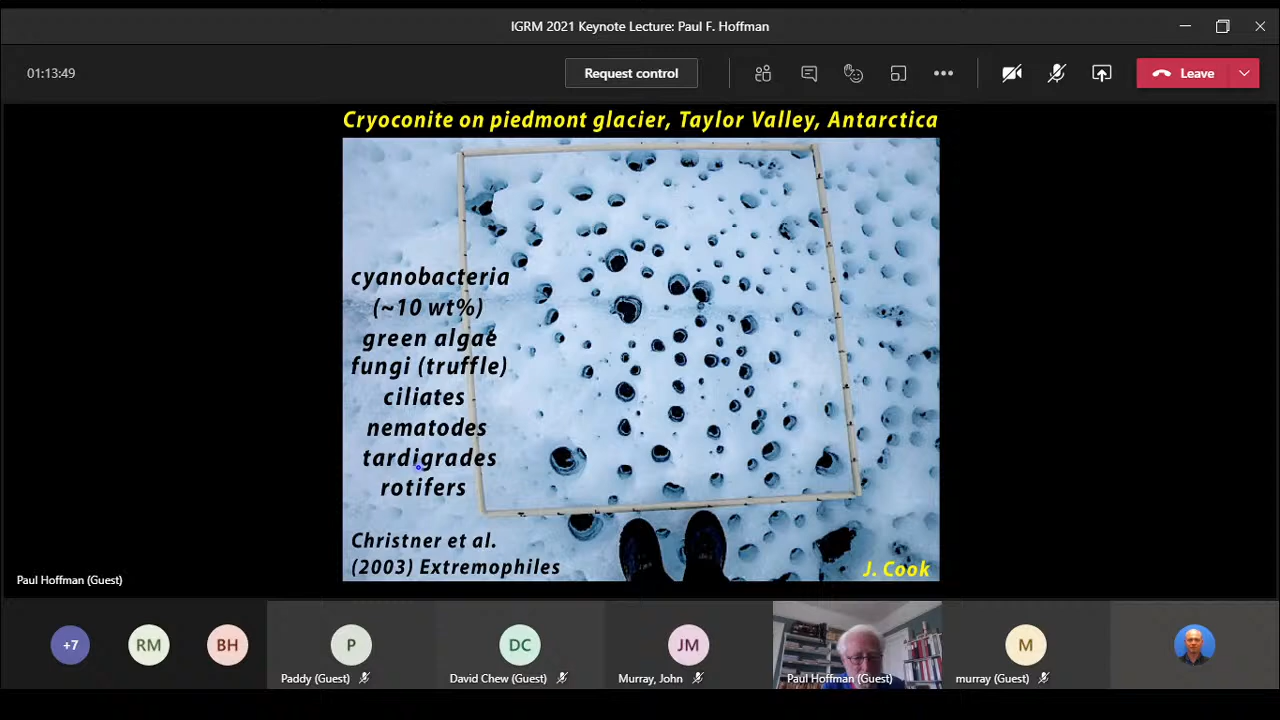 IGRM 2021 Keynote Lecture: Paul F. Hoffman
01:13:49
Request control
Leave
Cryoconite on piedmont glacier, Taylor Valley, Antarctica
cyanobacteria
(~10 wt%)
green algae
fungi (truffle)
ciliates
nematodes
tardigrades
rotifers
Christner et al.
(2003) Extremophiles
J. Cook
Paul Hoffman (Guest)
+7
RM
BH
P
DC
JM
M
Paddy (Guest)
David Chew (Guest)
Murray, John
Paul Hoffman (Guest)
murray (Guest)